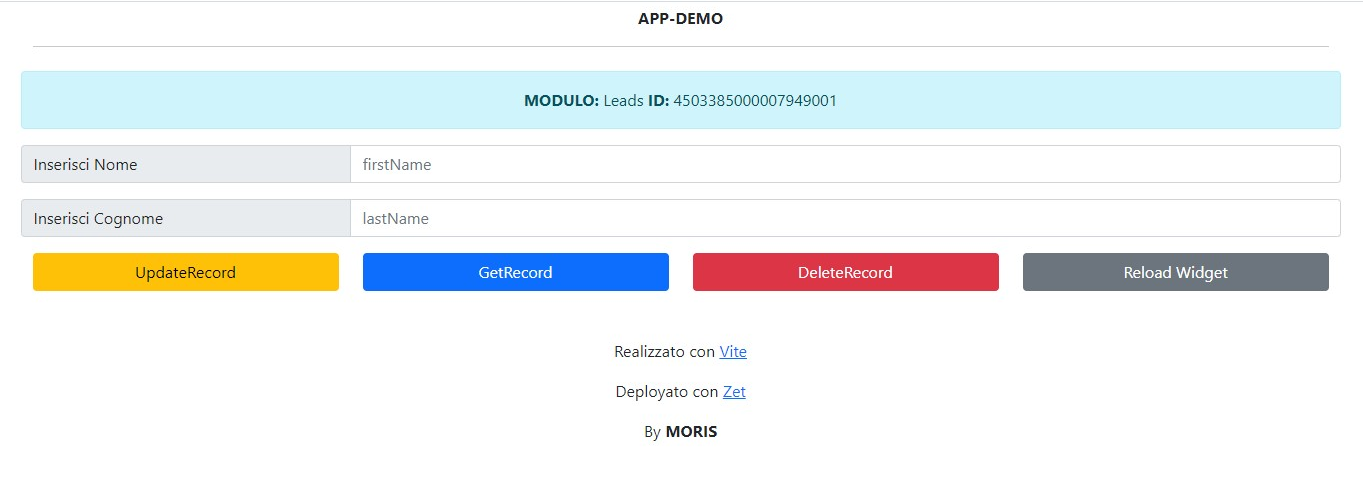 APP-DEMO
MODULO: Leads ID: 4503385000007949001
Inserisci Nome firstName
Inserisci Cognome lastName
UpdateRecord GetRecord DeleteRecord Reload Widget
Realizzato con Vite
Deployato con Zet
By MORIS